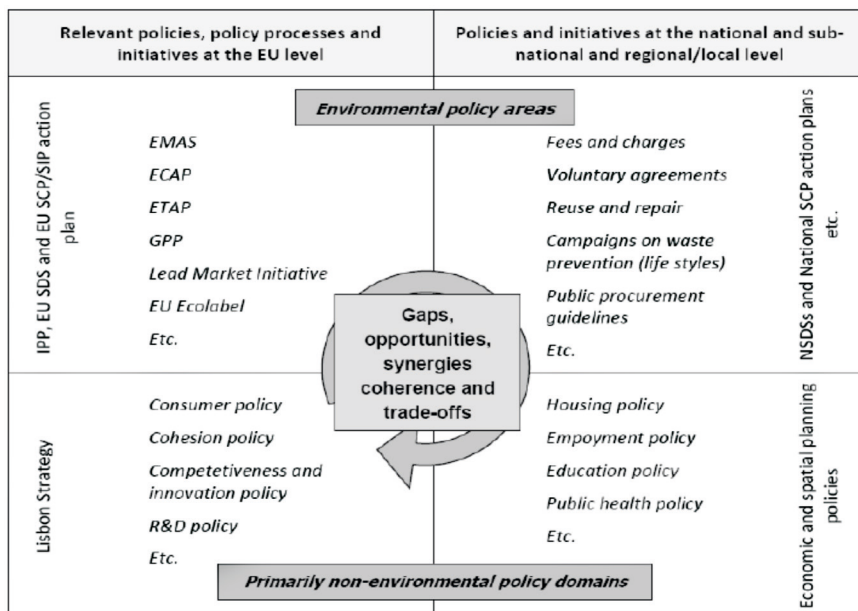 Relevant policies, policy processes and
initiatives at the EU level
Policies and initiatives at the national and sub-
national and regional/local level
Environmental policy areas
IPP, EU SDS and EU SCP/SIP action
plan
EMAS
ECAP
ETAP
GPP
Lead Market Initiative
EU Ecolabel
Etc.
Fees and charges
Voluntary agreements
Reuse and repair
Campaigns on waste
prevention (life styles)
Public procurement
guidelines
Etc.
NSDSs and National SCP action plans
etc.
Gaps,
opportunities,
synergies
coherence and
trade-offs
Lisbon Strategy
Consumer policy
Cohesion policy
Competetiveness and
innovation policy
R&D policy
Etc.
Housing policy
Empoyment policy
Education policy
Public health policy
Etc.
Economic and spatial planning
policies
Primarily non-environmental policy domains